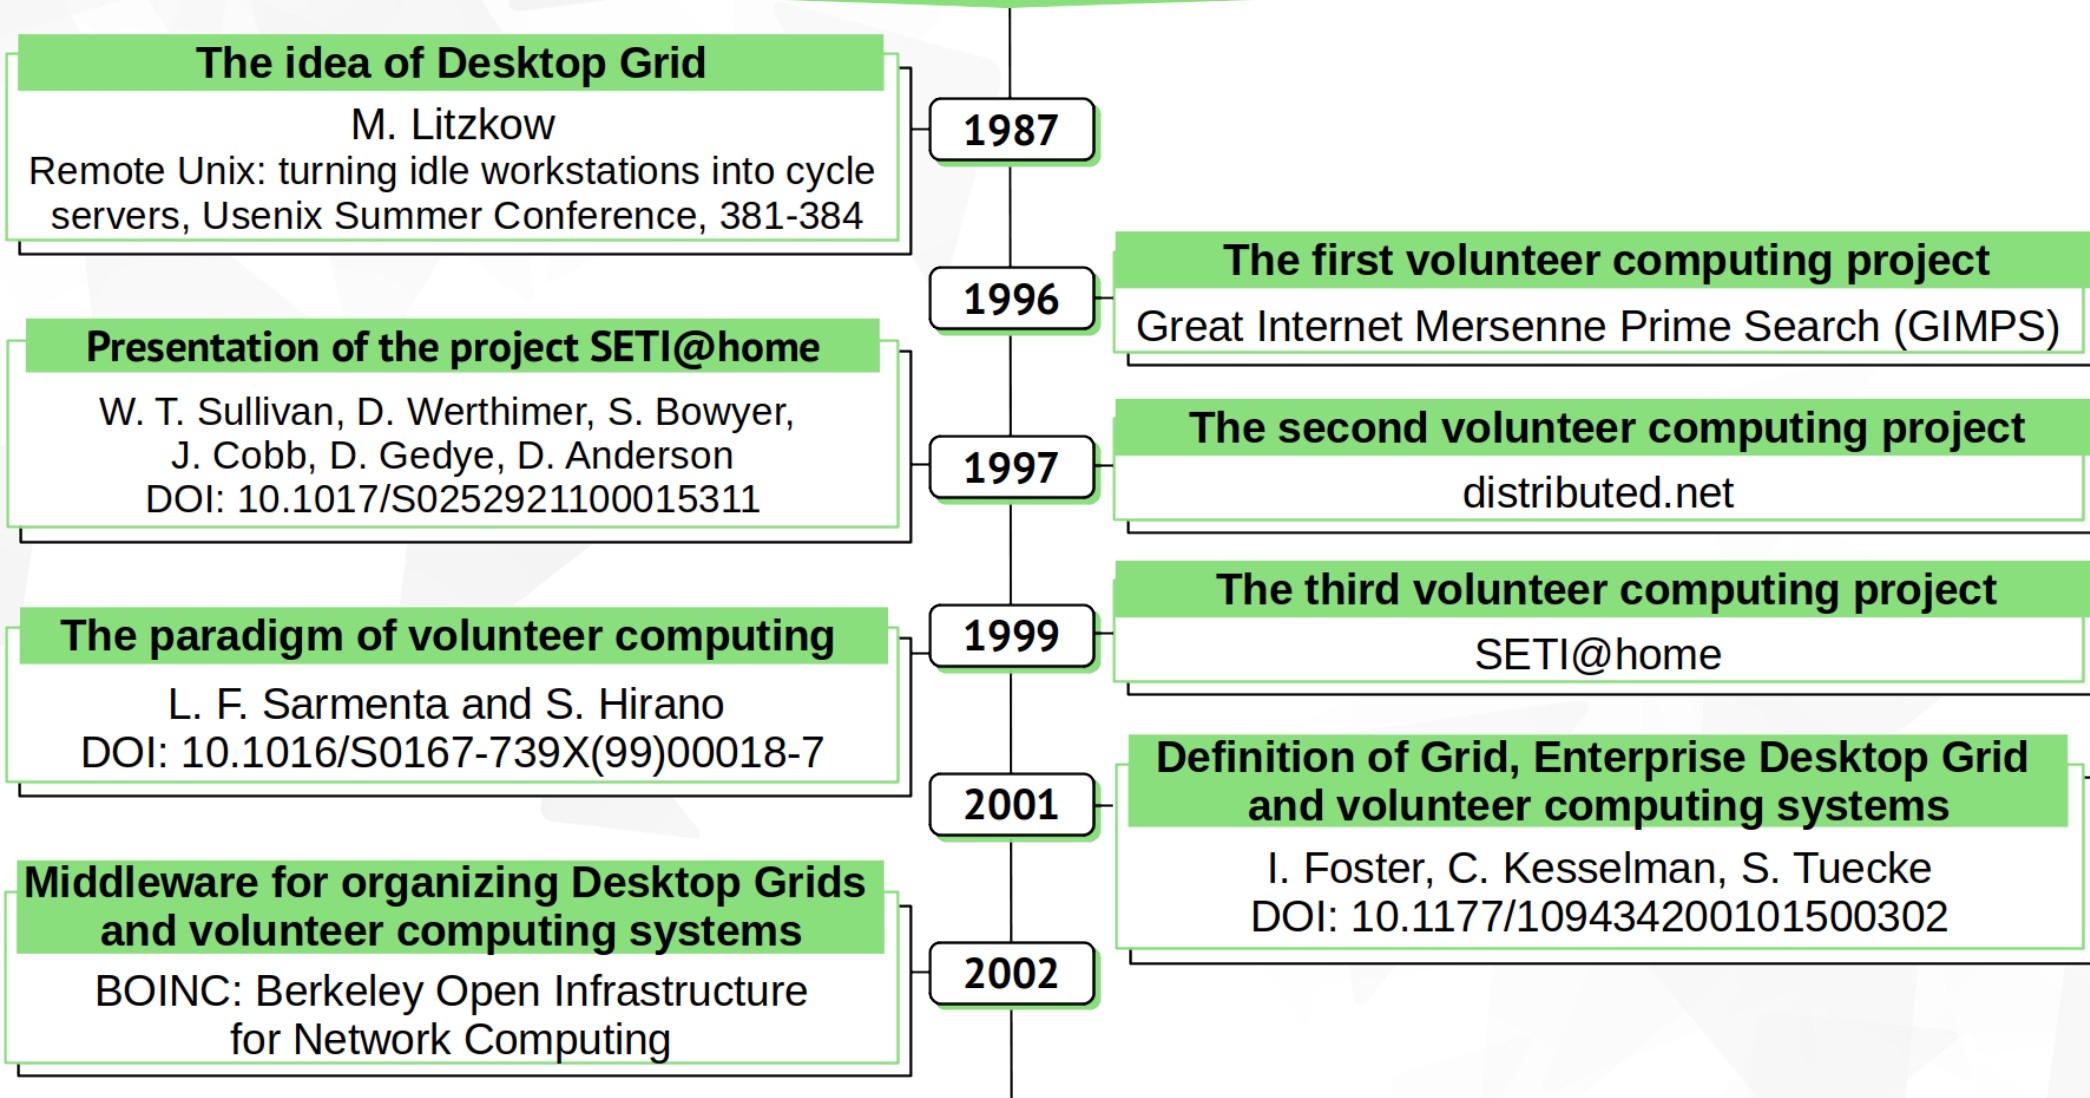 The idea of Desktop Grid
M. Litzkow
Remote Unix: turning idle workstations into cycle
servers, Usenix Summer Conference, 381-384
1987
1996
The first volunteer computing project
Great Internet Mersenne Prime Search (GIMPS)
Presentation of the project SETI@home
W. T. Sullivan, D. Werthimer, S. Bowyer,
J. Cobb, D. Gedye, D. Anderson
DOI: 10.1017/S0252921100015311
1997
The second volunteer computing project
distributed.net
The paradigm of volunteer computing
L. F. Sarmenta and S. Hirano
DOI: 10.1016/S0167-739X(99)00018-7
1999
The third volunteer computing project
SETI@home
2001
Definition of Grid, Enterprise Desktop Grid
and volunteer computing systems
I. Foster, C. Kesselman, S. Tuecke
DOI: 10.1177/109434200101500302
Middleware for organizing Desktop Grids
and volunteer computing systems
BOINC: Berkeley Open Infrastructure
for Network Computing
2002